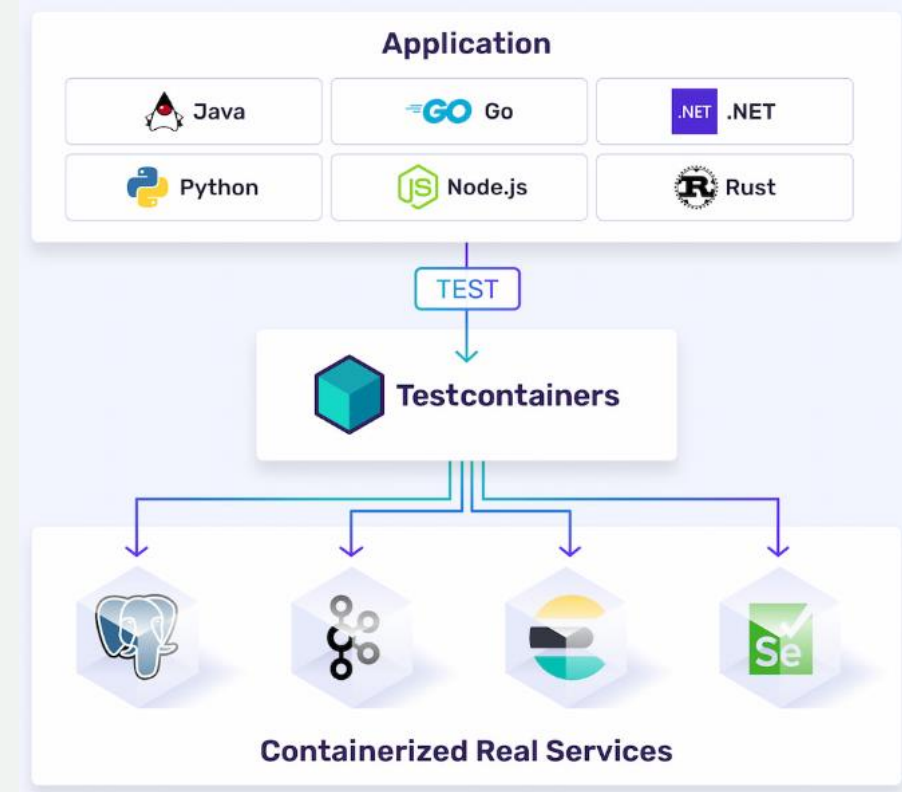 Application
Java
GO Go
.NET .NET
Python
JS Node.js
R Rust
TEST
Testcontainers
Se
Containerized Real Services